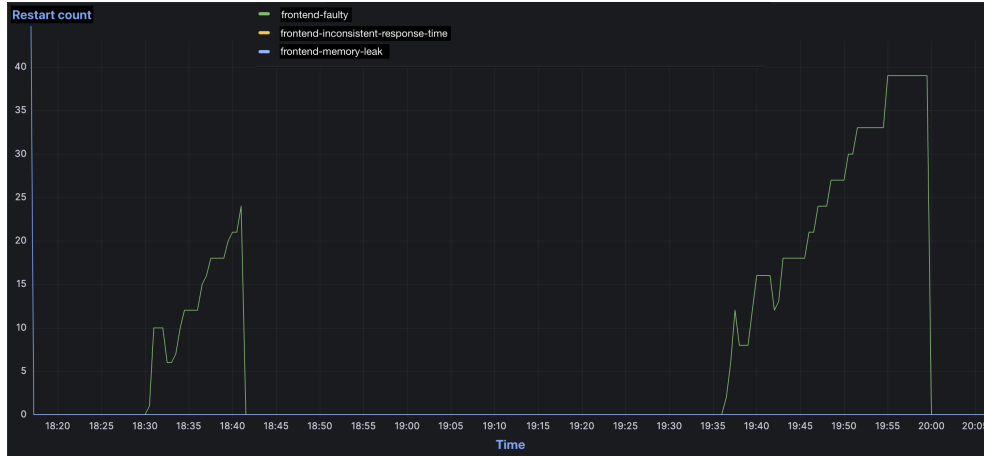 Restart count
frontend-faulty
frontend-inconsistent-response-time
frontend-memory-leak
40
35
30
25
20
15
10
5
0
18:20 18:25 18:30 18:35 18:40 18:45 18:50 18:55 19:00 19:05 19:10 19:15 19:20 19:25 19:30 19:35 19:40 19:45 19:50 19:55 20:00 20:05
Time